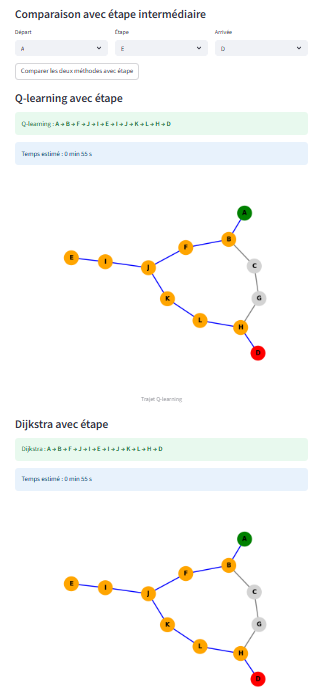 Comparaison avec étape intermédiaire
Départ Étape Arrivée
A E D
Comparer les deux méthodes avec étape
Q-learning avec étape
Q-learning : A → B → F → J → I → E → I → J → K → L → H → D
Temps estimé : 0 min 55 s
A
B
F
E
I
J
C
K
G
L
H
D
Trajet Q-learning
Dijkstra avec étape
Dijkstra : A → B → F → J → I → E → I → J → K → L → H → D
Temps estimé : 0 min 55 s
A
B
F
E
I
J
C
K
G
L
H
D